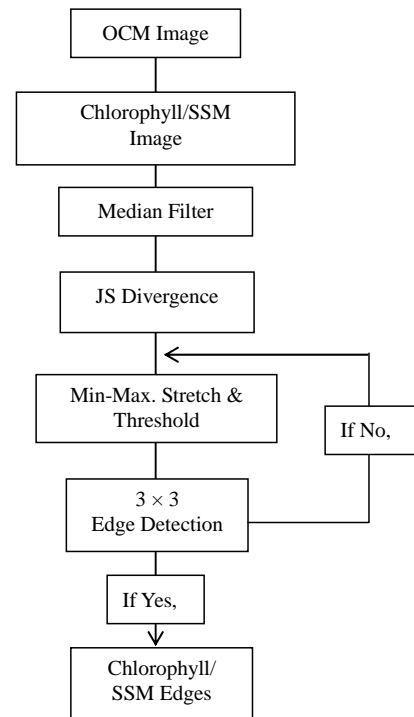 OCM Image
Chlorophyll/SSM
Image
Median Filter
JS Divergence
Min-Max. Stretch &
Threshold
If No,
3 × 3
Edge Detection
If Yes,
Chlorophyll/
SSM Edges